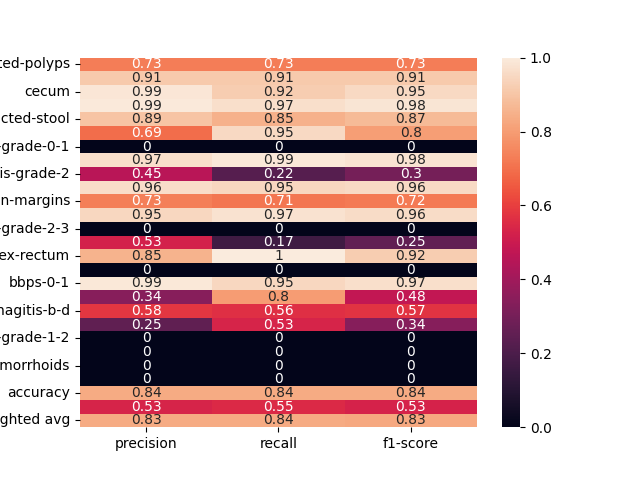 ted-polyps 0.73 0.73 0.73
0.91 0.91 0.91
cecum 0.99 0.92 0.95
0.99 0.97 0.98
cted-stool 0.89 0.85 0.87
0.69 0.95 0.8
-grade-0-1 0 0 0
0.97 0.99 0.98
is-grade-2 0.45 0.22 0.3
0.96 0.95 0.96
n-margins 0.73 0.71 0.72
0.95 0.97 0.96
-grade-2-3 0 0 0
0.53 0.17 0.25
ex-rectum 0.85 1 0.92
0 0 0
bbps-0-1 0.99 0.95 0.97
0.34 0.8 0.48
nagitis-b-d 0.58 0.56 0.57
0.25 0.53 0.34
-grade-1-2 0 0 0
0 0 0
morrhoids 0 0 0
0 0 0
accuracy 0.84 0.84 0.84
0.53 0.55 0.53
ghted avg 0.83 0.84 0.83
precision recall f1-score
1.0
0.8
0.6
0.4
0.2
0.0